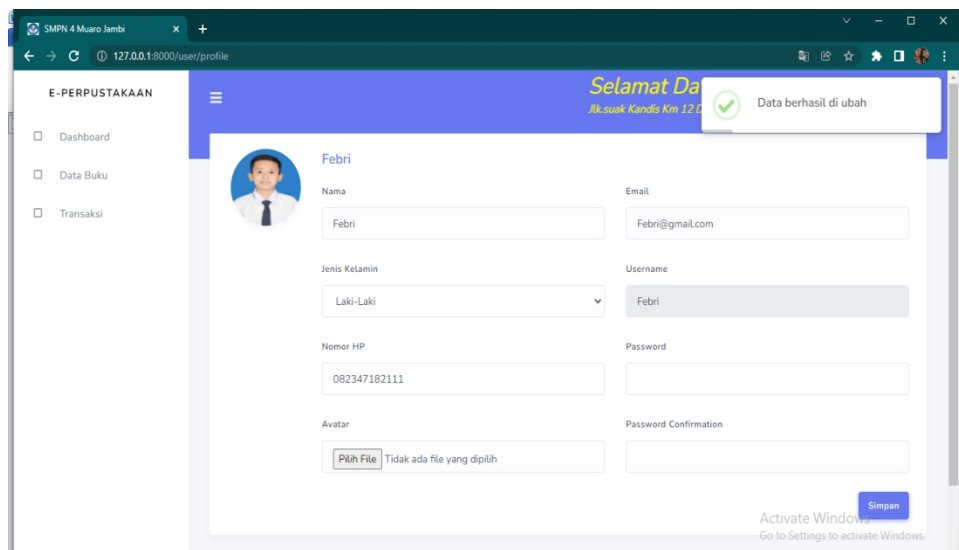 SMPN 4 Muaro Jambi
127.0.0.1:8000/user/profile
E-PERPUSTAKAAN
Dashboard
Data Buku
Transaksi
Selamat Da
Jlk.suak Kandis Km 12 D
Data berhasil di ubah
Febri
Nama
Email
Febri
Febri@gmail.com
Jenis Kelamin
Username
Laki-Laki
Febri
Nomor HP
Password
082347182111
Avatar
Password Confirmation
Pilih File Tidak ada file yang dipilih
Simpan
Activate Windows
Go to Settings to activate Windows.